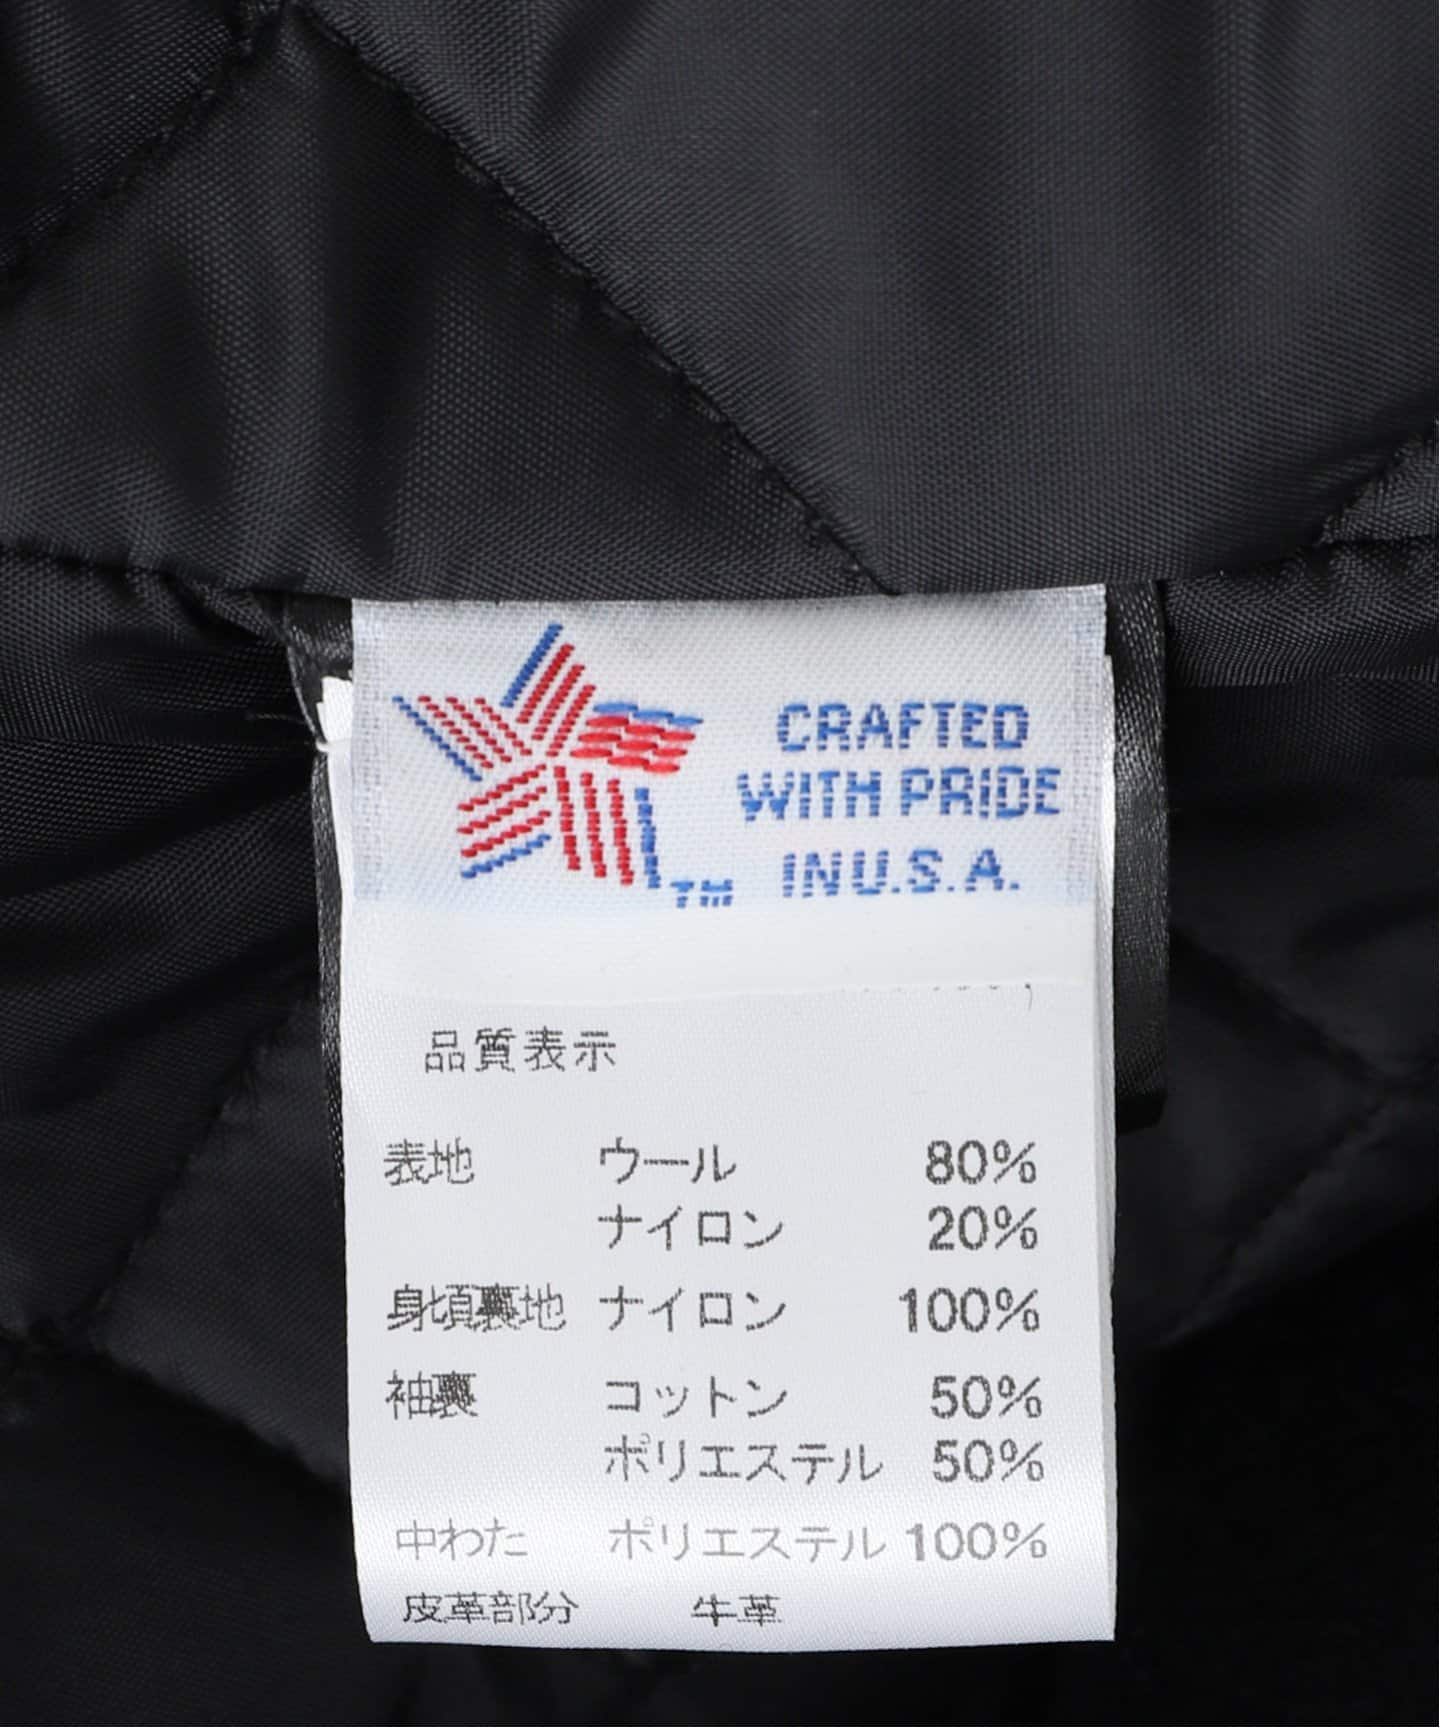 CRAFTED
WITH PRIDE
IN U.S.A.
TM
品質表示
表地 ウール 80%
ナイロン 20%
身頃裏地 ナイロン 100%
袖裏 コットン 50%
ポリエステル 50%
中わた ポリエステル 100%
皮革部分 牛革